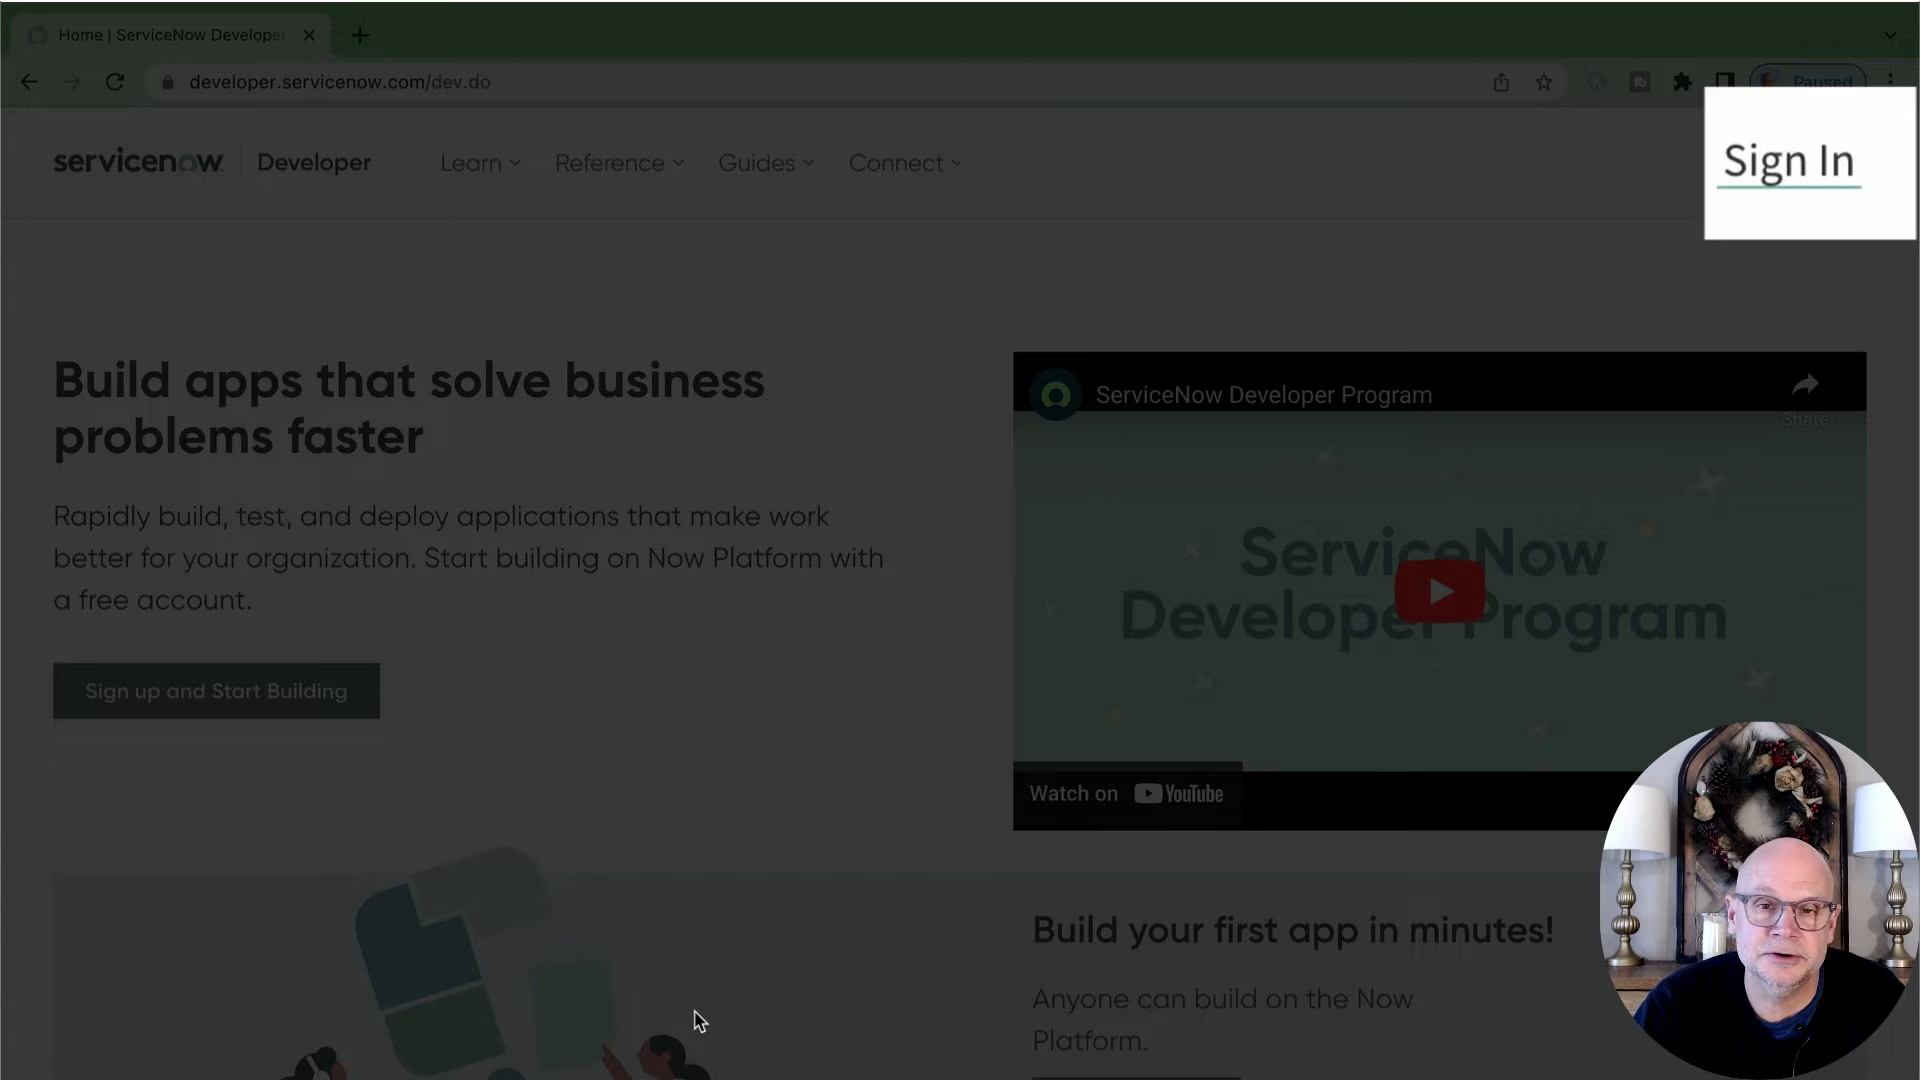 Home | ServiceNow Developer
developer.servicenow.com/dev.do
Paused
servicenow
Developer
Learn
Reference
Guides
Connect
Sign In
Build apps that solve business
problems faster
Rapidly build, test, and deploy applications that make work
better for your organization. Start building on Now Platform with
a free account.
Sign up and Start Building
ServiceNow Developer Program
Share
ServiceNow
Developer Program
Watch on YouTube
Build your first app in minutes!
Anyone can build on the Now
Platform.